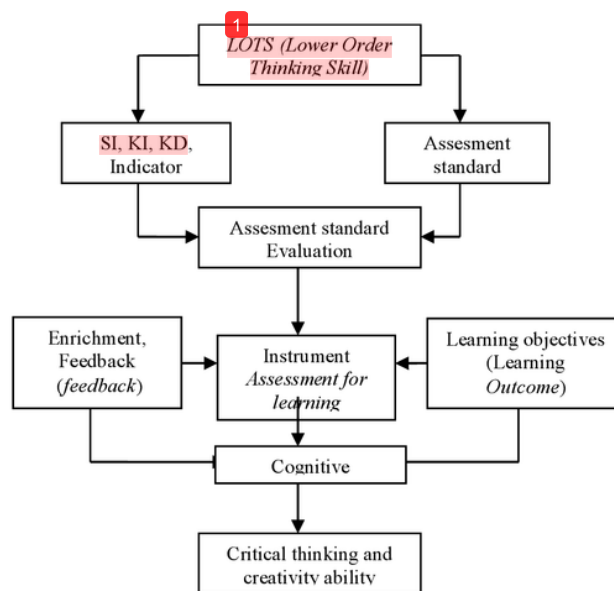 1
LOTS (Lower Order
Thinking Skill)
SI, KI, KD,
Indicator
Assesment
standard
Assesment standard
Evaluation
Enrichment,
Feedback
(feedback)
Instrument
Assessment for
learning
Learning objectives
(Learning
Outcome)
Cognitive
Critical thinking and
creativity ability